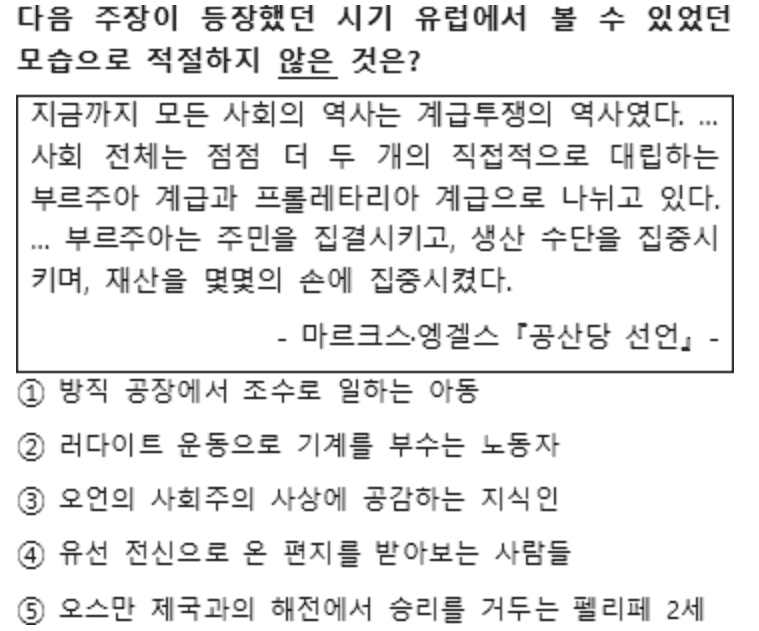 다음 주장이 등장했던 시기 유럽에서 볼 수 있었던
모습으로 적절하지 않은 것은?
지금까지 모든 사회의 역사는 계급투쟁의 역사였다. ...
사회 전체는 점점 더 두 개의 직접적으로 대립하는
부르주아 계급과 프롤레타리아 계급으로 나뉘고 있다.
... 부르주아는 주민을 집결시키고, 생산 수단을 집중시
키며, 재산을 몇몇의 손에 집중시켰다.
- 마르크스·엥겔스『공산당 선언』-
① 방직 공장에서 조수로 일하는 아동
② 러다이트 운동으로 기계를 부수는 노동자
③ 오언의 사회주의 사상에 공감하는 지식인
④ 유선 전신으로 온 편지를 받아보는 사람들
⑤ 오스만 제국과의 해전에서 승리를 거두는 펠리페 2세